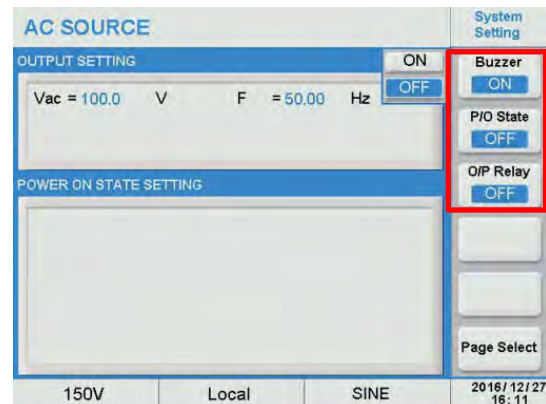 AC SOURCE
System
Setting
OUTPUT SETTING
ON
OFF
Vac = 100.0 V F = 50.00 Hz
Buzzer
ON
P/O State
OFF
O/P Relay
OFF
POWER ON STATE SETTING
Page Select
150V Local SINE
2016/12/27
16:11